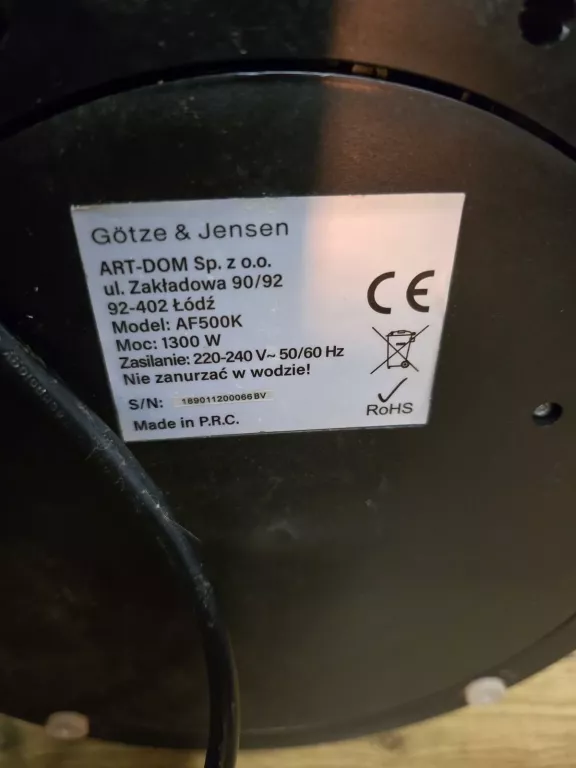 Götze & Jensen
ART-DOM Sp. z o.o.
ul. Zakładowa 90/92
92-402 Łódź
Model: AF500K
Moc: 1300 W
Zasilanie: 220-240 V~ 50/60 Hz
Nie zanurzać w wodzie!
S/N: 189011200066BV
Made in P.R.C.
CE
RoHS